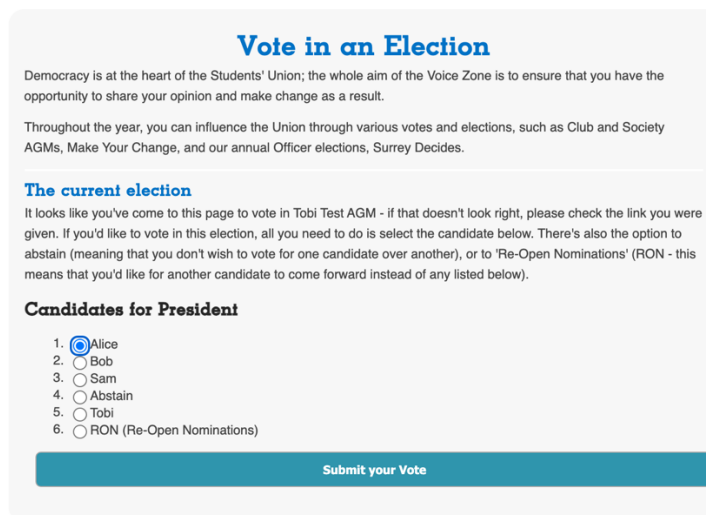 Vote in an Election
Democracy is at the heart of the Students' Union; the whole aim of the Voice Zone is to ensure that you have the
opportunity to share your opinion and make change as a result.
Throughout the year, you can influence the Union through various votes and elections, such as Club and Society
AGMs, Make Your Change, and our annual Officer elections, Surrey Decides.
The current election
It looks like you've come to this page to vote in Tobi Test AGM - if that doesn't look right, please check the link you were
given. If you'd like to vote in this election, all you need to do is select the candidate below. There's also the option to
abstain (meaning that you don't wish to vote for one candidate over another), or to 'Re-Open Nominations' (RON - this
means that you'd like for another candidate to come forward instead of any listed below).
Candidates for President
1. Alice
2. Bob
3. Sam
4. Abstain
5. Tobi
6. RON (Re-Open Nominations)
Submit your Vote